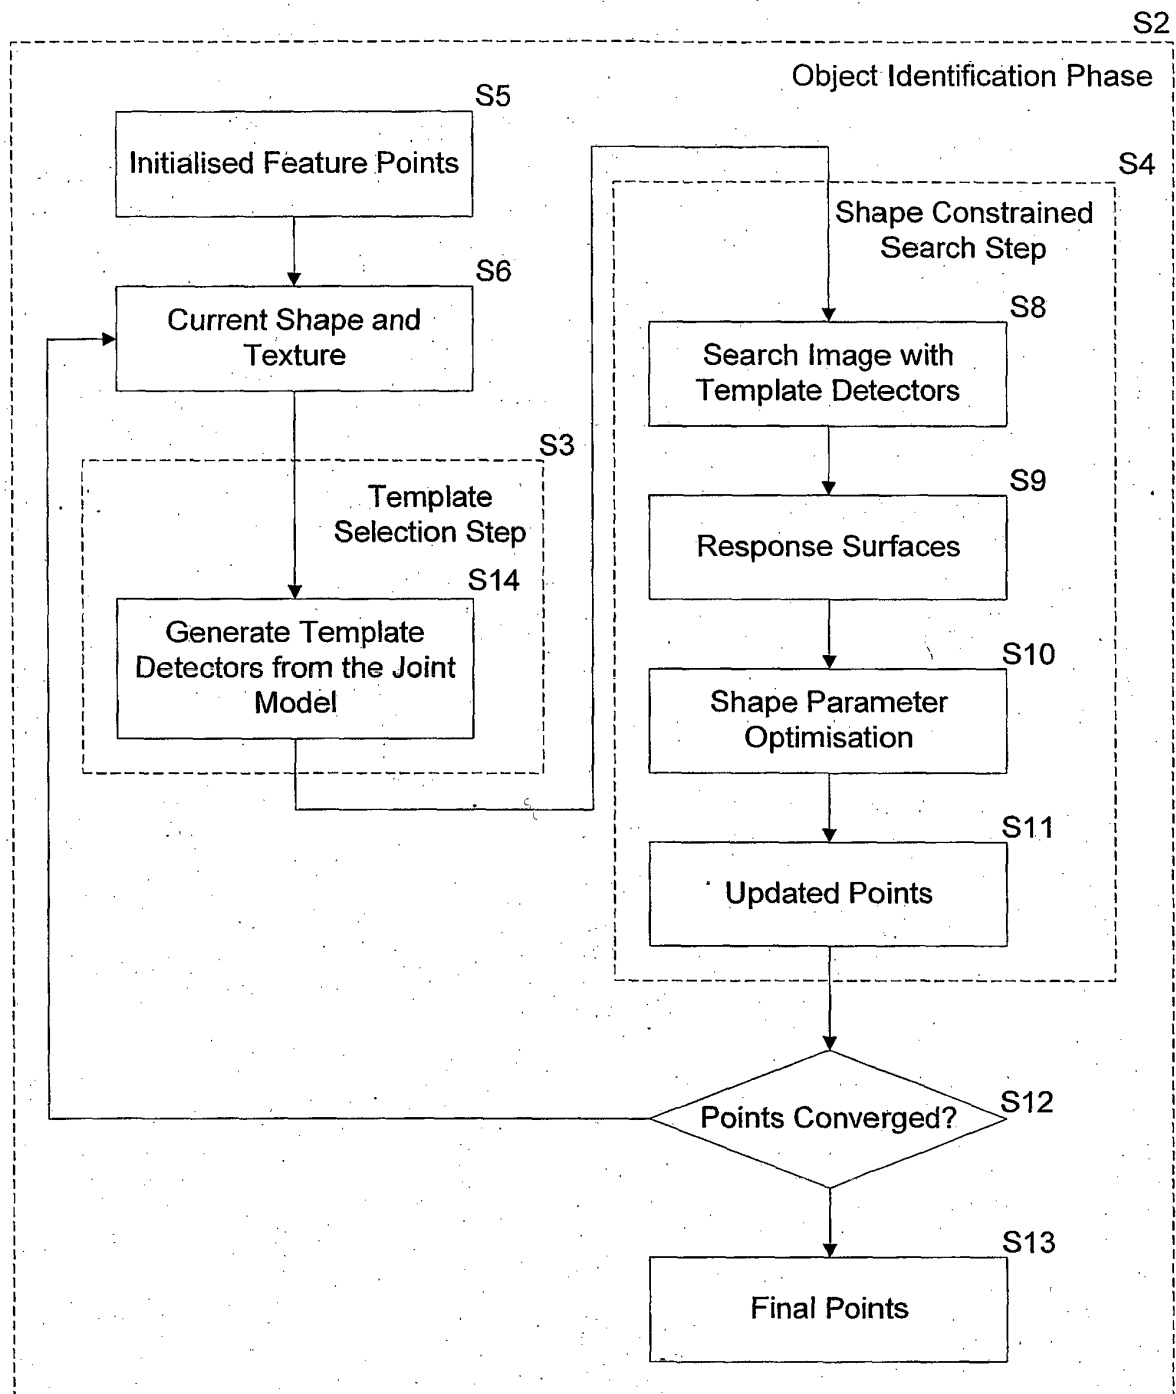 S2
Object Identification Phase
S5
Initialised Feature Points
S6
Current Shape and
Texture
S3
Template
Selection Step
S14
Generate Template
Detectors from the Joint
Model
S4
Shape Constrained
Search Step
S8
Search Image with
Template Detectors
S9
Response Surfaces
S10
Shape Parameter
Optimisation
S11
Updated Points
Points Converged?
S12
S13
Final Points